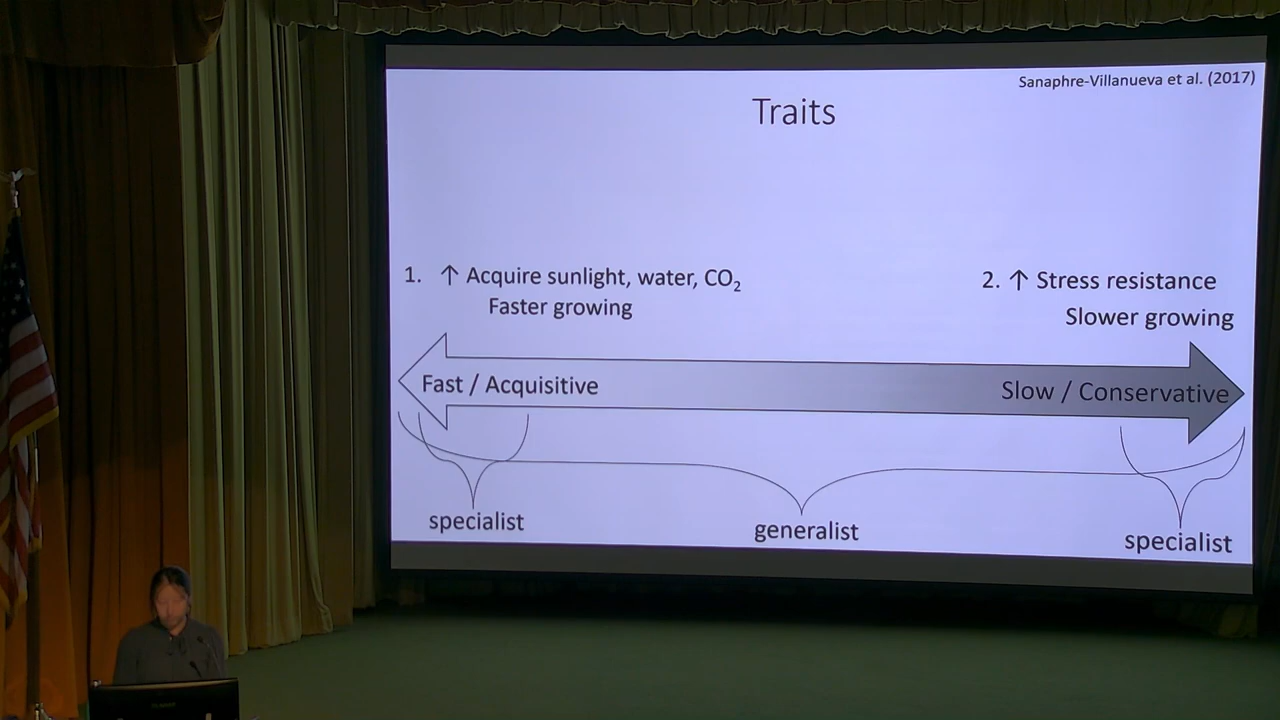 Sanaphre-Villanueva et al. (2017)
Traits
1. ↑ Acquire sunlight, water, CO₂
Faster growing
2. ↑ Stress resistance
Slower growing
Fast / Acquisitive
Slow / Conservative
specialist
generalist
specialist